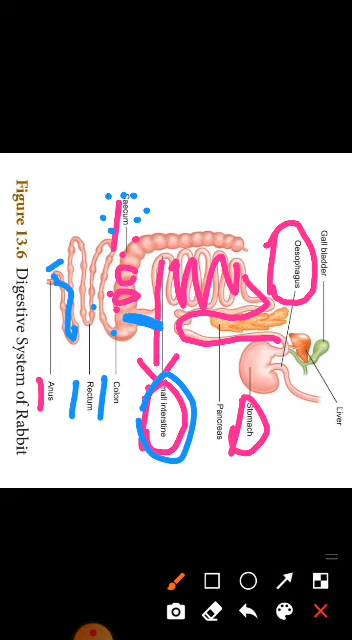 Gall bladder
Oesophagus
Liver
Stomach
Pancreas
Small intestine
Caecum
Colon
Rectum
Anus
Figure 13.6 Digestive System of Rabbit